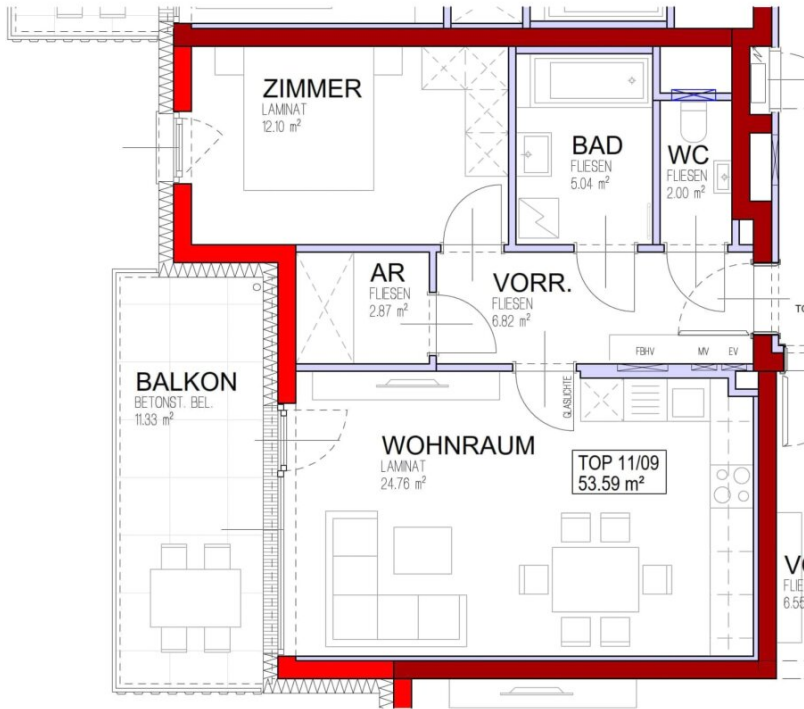 ZIMMER
LAMINAT
12.10 m²
BAD
FLIESEN
5.04 m²
WC
FLIESEN
2.00 m²
AR
FLIESEN
2.87 m²
VORR.
FLIESEN
6.82 m²
FBHV
MV
EV
BALKON
BETONST. BEL.
11.33 m²
GLASLICHTE
WOHNRAUM
LAMINAT
24.76 m²
TOP 11/09
53.59 m²